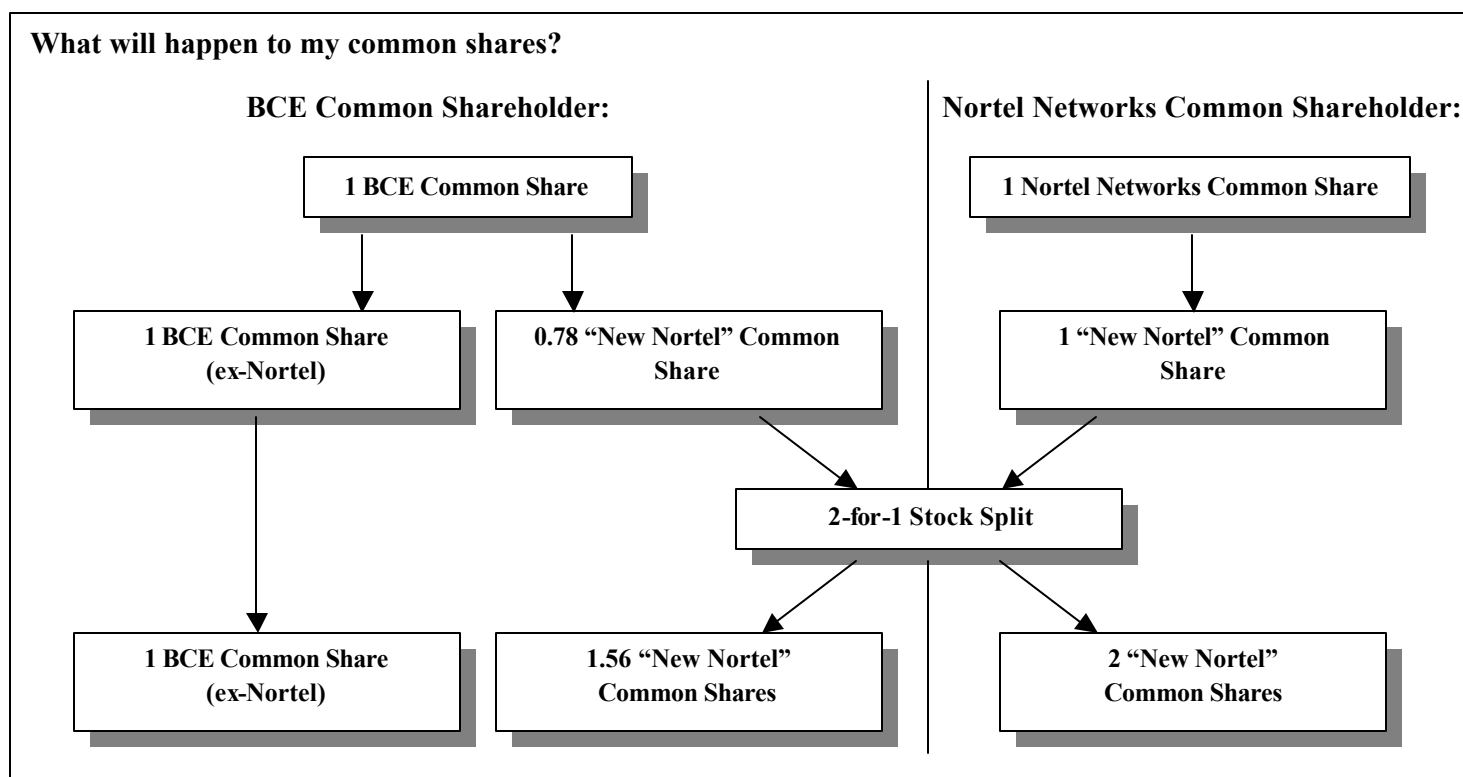 What will happen to my common shares?
BCE Common Shareholder:
Nortel Networks Common Shareholder:
1 BCE Common Share
1 Nortel Networks Common Share
1 BCE Common Share
(ex-Nortel)
0.78 “New Nortel” Common
Share
1 “New Nortel” Common
Share
2-for-1 Stock Split
1 BCE Common Share
(ex-Nortel)
1.56 “New Nortel”
Common Shares
2 “New Nortel”
Common Shares